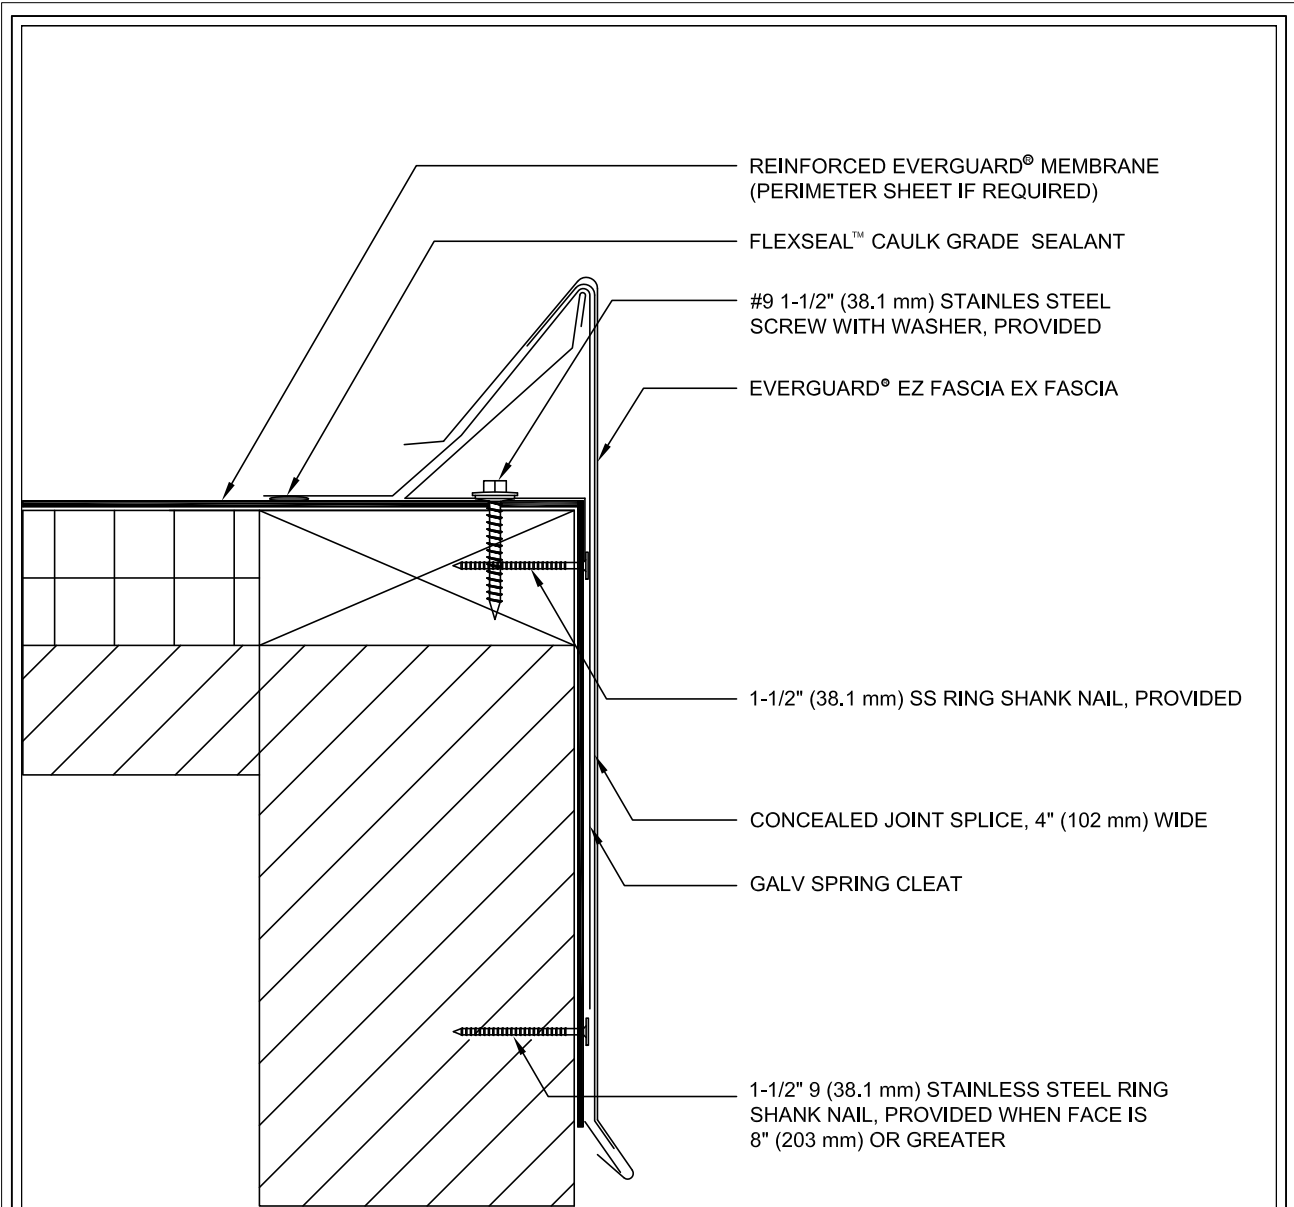 REINFORCED EVERGUARD® MEMBRANE
(PERIMETER SHEET IF REQUIRED)
FLEXSEAL™ CAULK GRADE SEALANT
#9 1-1/2" (38.1 mm) STAINLES STEEL
SCREW WITH WASHER, PROVIDED
EVERGUARD® EZ FASCIA EX FASCIA
1-1/2" (38.1 mm) SS RING SHANK NAIL, PROVIDED
CONCEALED JOINT SPLICE, 4" (102 mm) WIDE
GALV SPRING CLEAT
1-1/2" 9 (38.1 mm) STAINLESS STEEL RING
SHANK NAIL, PROVIDED WHEN FACE IS
8" (203 mm) OR GREATER